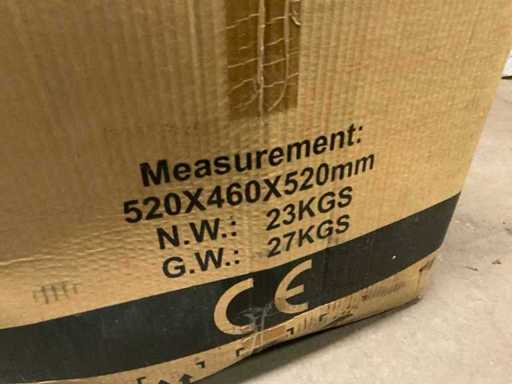 Measurement:
520X460X520mm
N.W.: 23KGS
G.W.: 27KGS
CE